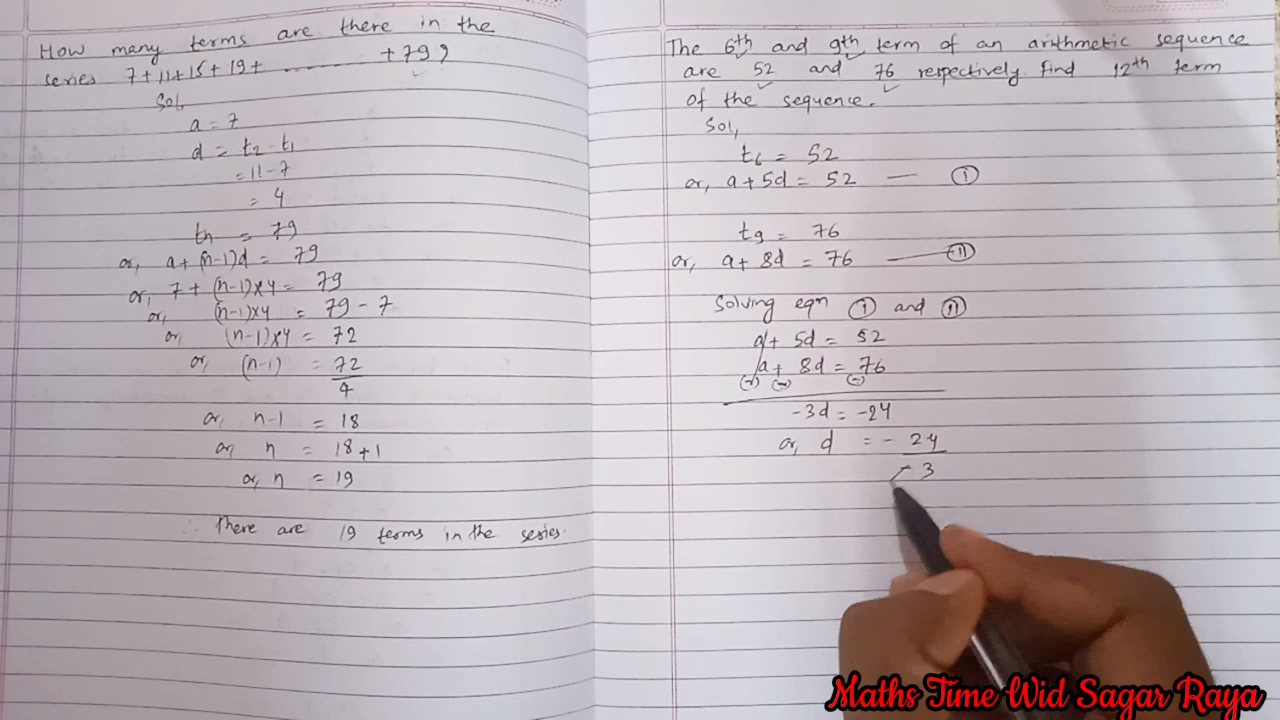 How many terms are there in the
series 7+11+15+19+ ........... +79?
Sol,
a = 7
d = t2 - t1
= 11-7
= 4
tn = 79
or, a+(n-1)d = 79
or, 7 + (n-1)×4 = 79
or, (n-1)×4 = 79 - 7
or, (n-1)×4 = 72
or, (n-1) = 72
4
or, n-1 = 18
or, n = 18+1
or, n = 19
∴ There are 19 terms in the series.
The 6th and 9th term of an arithmetic sequence
are 52 and 76 respectively. Find 12th term
of the sequence.
Sol,
t6 = 52
or, a+5d = 52 — (I)
t9 = 76
or, a+ 8d = 76 — (II)
Solving eqn (I) and (II)
a+ 5d = 52
a+ 8d = 76
(-) (-) (-)
-3d = -24
or, d = - 24
- 3
Maths Time Wid Sagar Raya